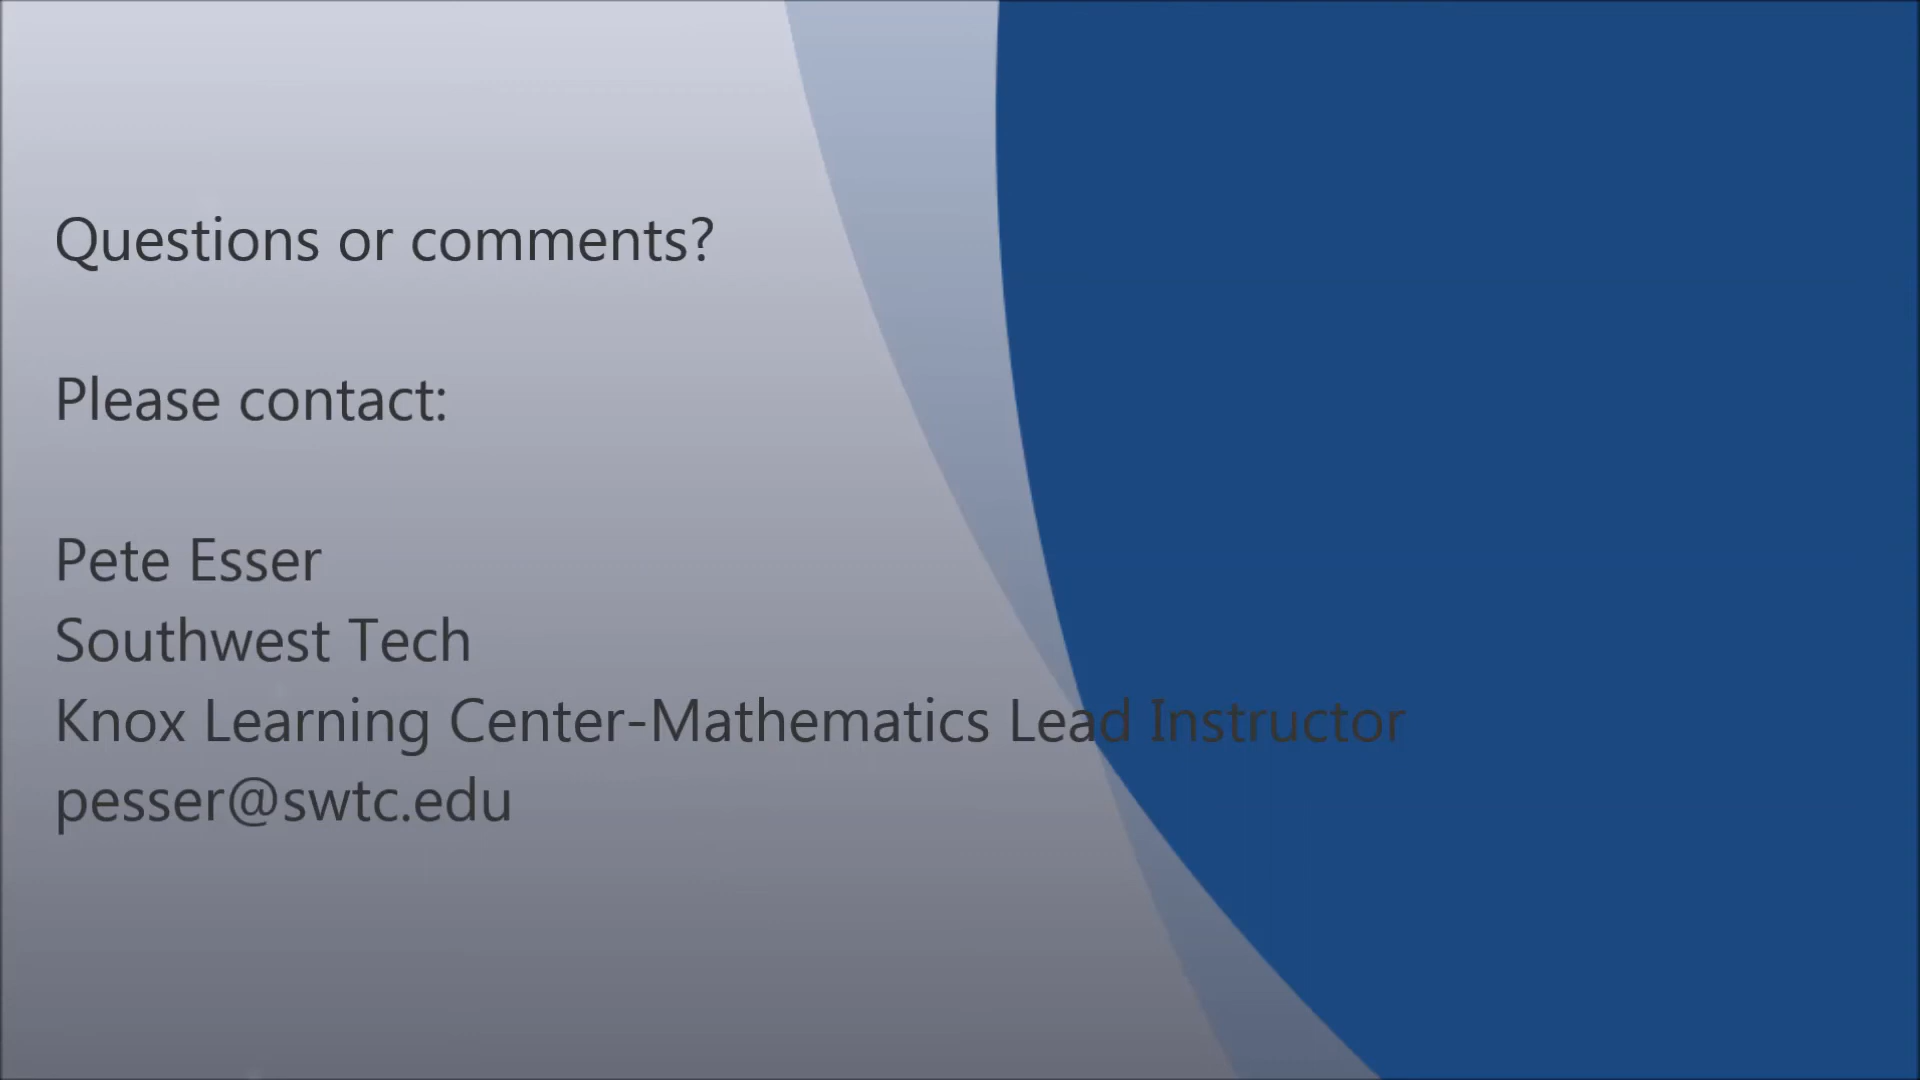 Questions or comments?
Please contact:
Pete Esser
Southwest Tech
Knox Learning Center-Mathematics Lead Instructor
pesser@swtc.edu